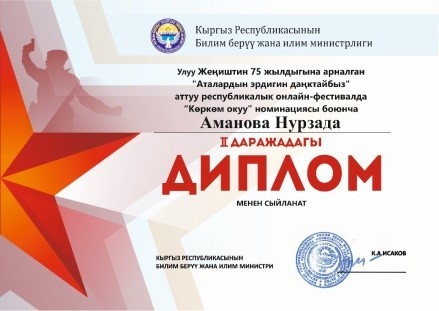 Кыргыз Республикасынын
Билим берүү жана илим министрлиги
Улуу Жеңиштин 75 жылдыгына арналган
"Аталардын эрдигин даңктайбыз"
аттуу республикалык онлайн-фестивалда
"Көркөм окуу" номинациясы боюнча
Аманова Нурзада
II ДАРАЖАДАГЫ
ДИПЛОМ
МЕНЕН СЫЙЛАНАТ
КЫРГЫЗ РЕСПУБЛИКАСЫНЫН
БИЛИМ БЕРҮҮ ЖАНА ИЛИМ МИНИСТРИ
К.Д.ИСАКОВ